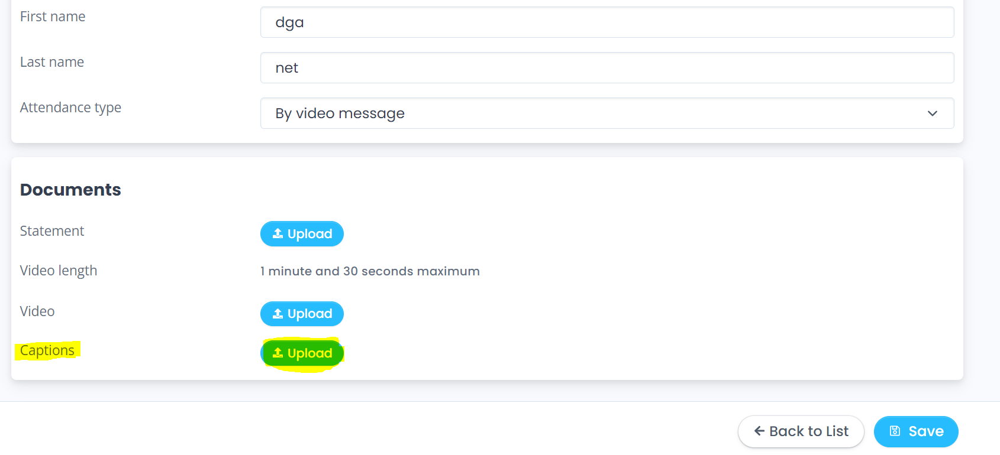 First name
dga
Last name
net
Attendance type
By video message
Documents
Statement
Upload
Video length
1 minute and 30 seconds maximum
Video
Upload
Captions
Upload
Back to List
Save